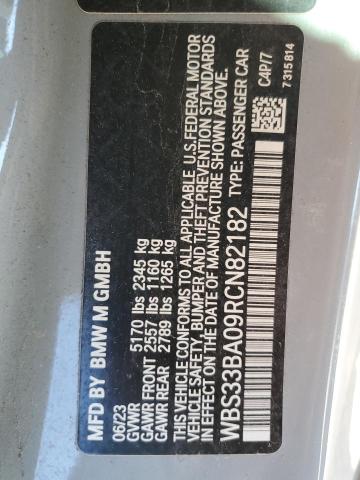 MFD BY BMW M GMBH
06/23
GVWR 5170 lbs 2345 kg
GAWR FRONT 2557 lbs 1160 kg
GAWR REAR 2789 lbs 1265 kg
THIS VEHICLE CONFORMS TO ALL APPLICABLE U.S. FEDERAL MOTOR
VEHICLE SAFETY, BUMPER AND THEFT PREVENTION STANDARDS
IN EFFECT ON THE DATE OF MANUFACTURE SHOWN ABOVE.
WBS33BA09RCN82182 TYPE: PASSENGER CAR
C4P/7
7 315 814